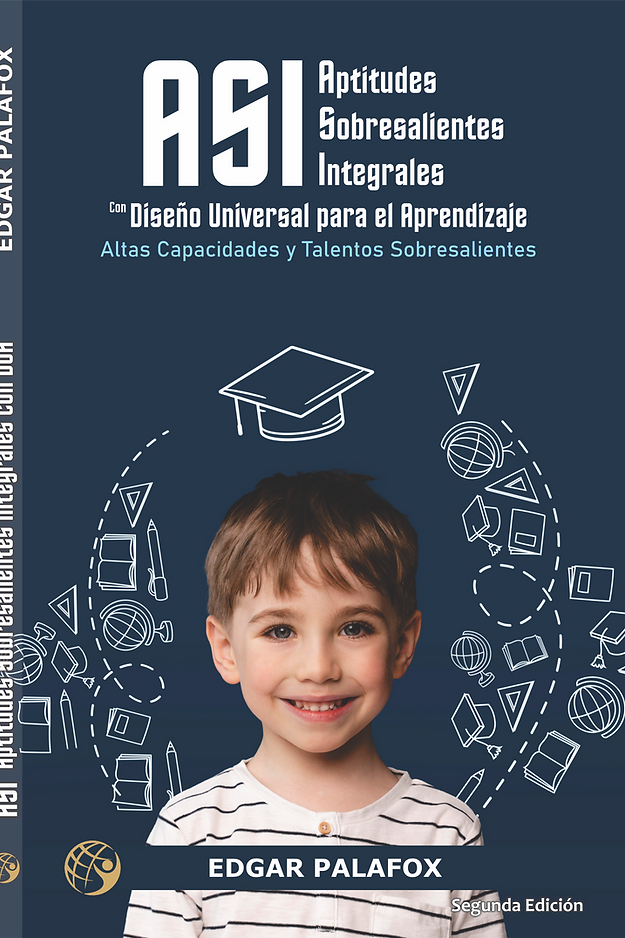 EDGAR PALAFOX
ASI Aptitudes Sobresalientes Integrales con DUA
ASI
Aptitudes
Sobresalientes
Integrales
Con Diseño Universal para el Aprendizaje
Altas Capacidades y Talentos Sobresalientes
EDGAR PALAFOX
Segunda Edición